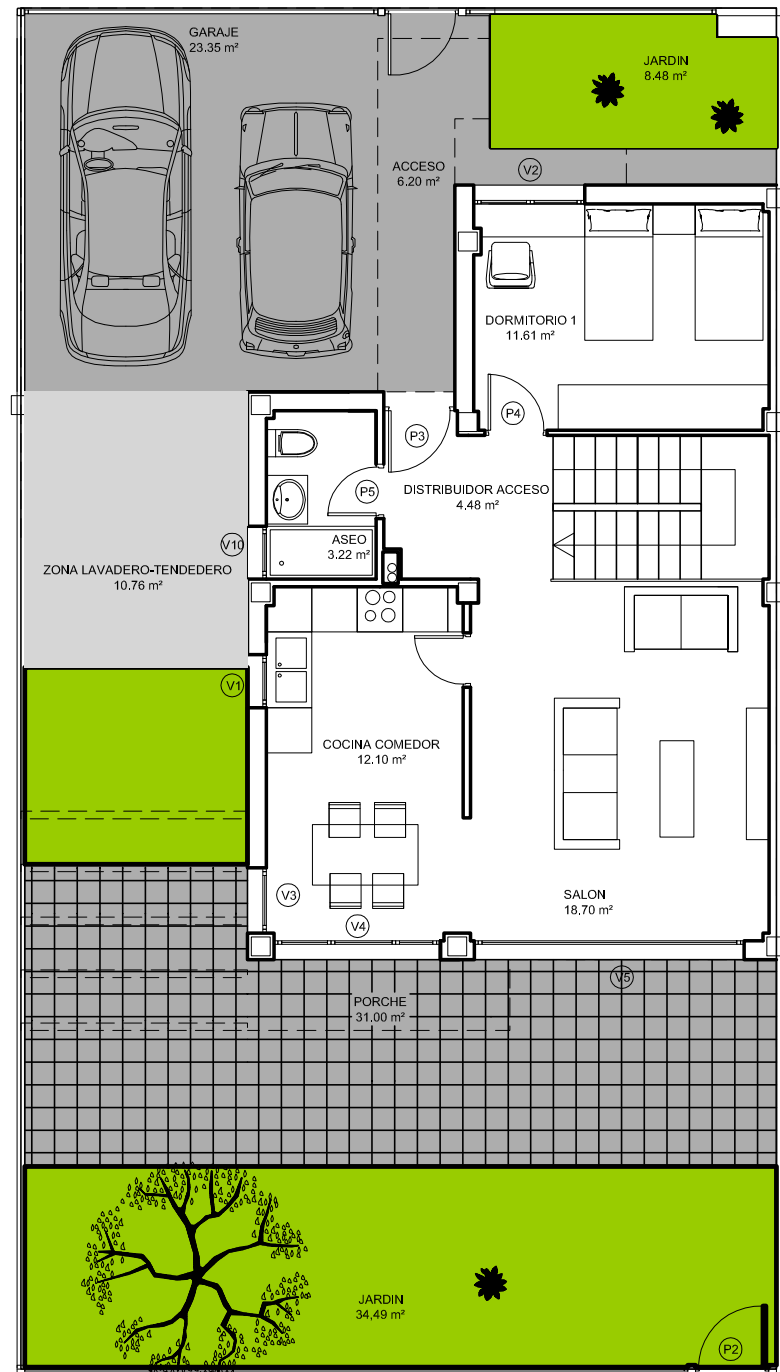 GARAJE
23.35 m²
JARDIN
8.48 m²
ACCESO
6.20 m²
V2
DORMITORIO 1
11.61 m²
P4
P3
P5
DISTRIBUIDOR ACCESO
4.48 m²
ASEO
3.22 m²
V10
ZONA LAVADERO-TENDEDERO
10.76 m²
V1
COCINA COMEDOR
12.10 m²
V3
V4
SALON
18.70 m²
V5
PORCHE
31.00 m²
JARDIN
34,49 m²
P2